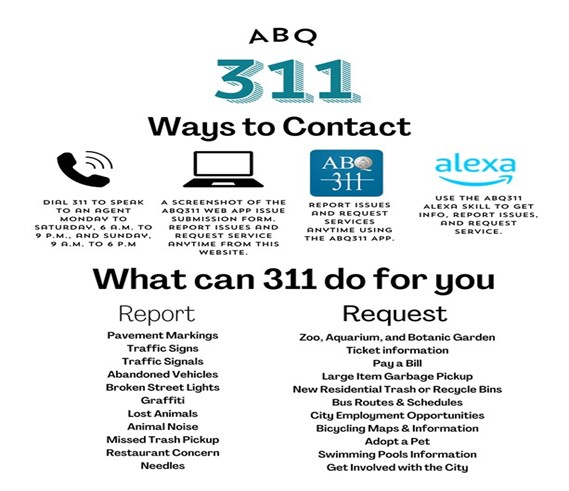 ABQ
311
Ways to Contact
DIAL 311 TO SPEAK
TO AN AGENT
MONDAY TO
SATURDAY, 6 A.M. TO
9 P.M., AND SUNDAY,
9 A.M. TO 6 P.M
A SCREENSHOT OF THE
ABQ311 WEB APP ISSUE
SUBMISSION FORM.
REPORT ISSUES AND
REQUEST SERVICE
ANYTIME FROM THIS
WEBSITE.
ABQ
311
REPORT ISSUES
AND REQUEST
SERVICES
ANYTIME USING
THE ABQ311 APP.
alexa
USE THE ABQ311
ALEXA SKILL TO GET
INFO, REPORT ISSUES,
AND REQUEST
SERVICE.
What can 311 do for you
Report
Pavement Markings
Traffic Signs
Traffic Signals
Abandoned Vehicles
Broken Street Lights
Graffiti
Lost Animals
Animal Noise
Missed Trash Pickup
Restaurant Concern
Needles
Request
Zoo, Aquarium, and Botanic Garden
Ticket information
Pay a Bill
Large Item Garbage Pickup
New Residential Trash or Recycle Bins
Bus Routes & Schedules
City Employment Opportunities
Bicycling Maps & Information
Adopt a Pet
Swimming Pools Information
Get Involved with the City